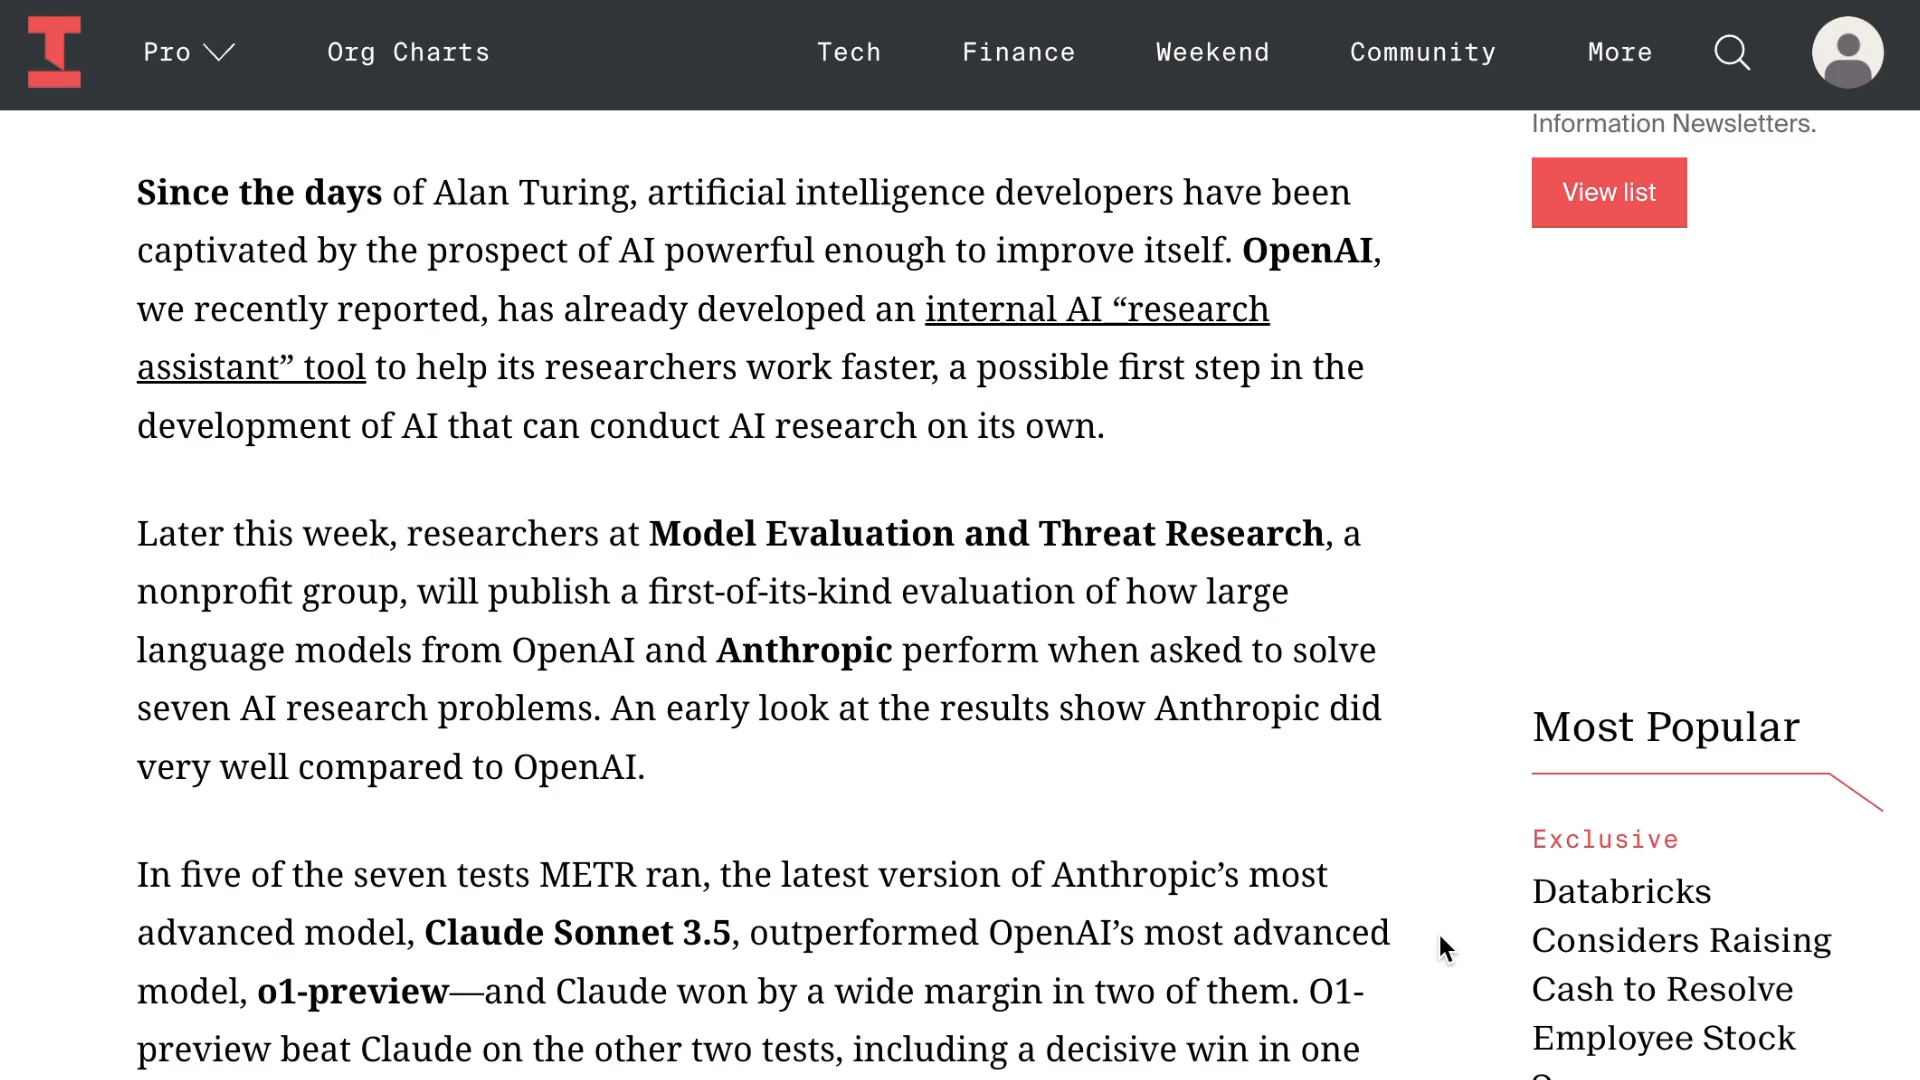 Pro
Org Charts
Tech
Finance
Weekend
Community
More
Information Newsletters.
View list
Since the days of Alan Turing, artificial intelligence developers have been
captivated by the prospect of AI powerful enough to improve itself. OpenAI,
we recently reported, has already developed an internal AI “research
assistant” tool to help its researchers work faster, a possible first step in the
development of AI that can conduct AI research on its own.
Later this week, researchers at Model Evaluation and Threat Research, a
nonprofit group, will publish a first-of-its-kind evaluation of how large
language models from OpenAI and Anthropic perform when asked to solve
seven AI research problems. An early look at the results show Anthropic did
very well compared to OpenAI.
In five of the seven tests METR ran, the latest version of Anthropic’s most
advanced model, Claude Sonnet 3.5, outperformed OpenAI’s most advanced
model, o1-preview—and Claude won by a wide margin in two of them. O1-
preview beat Claude on the other two tests, including a decisive win in one
Most Popular
Exclusive
Databricks
Considers Raising
Cash to Resolve
Employee Stock